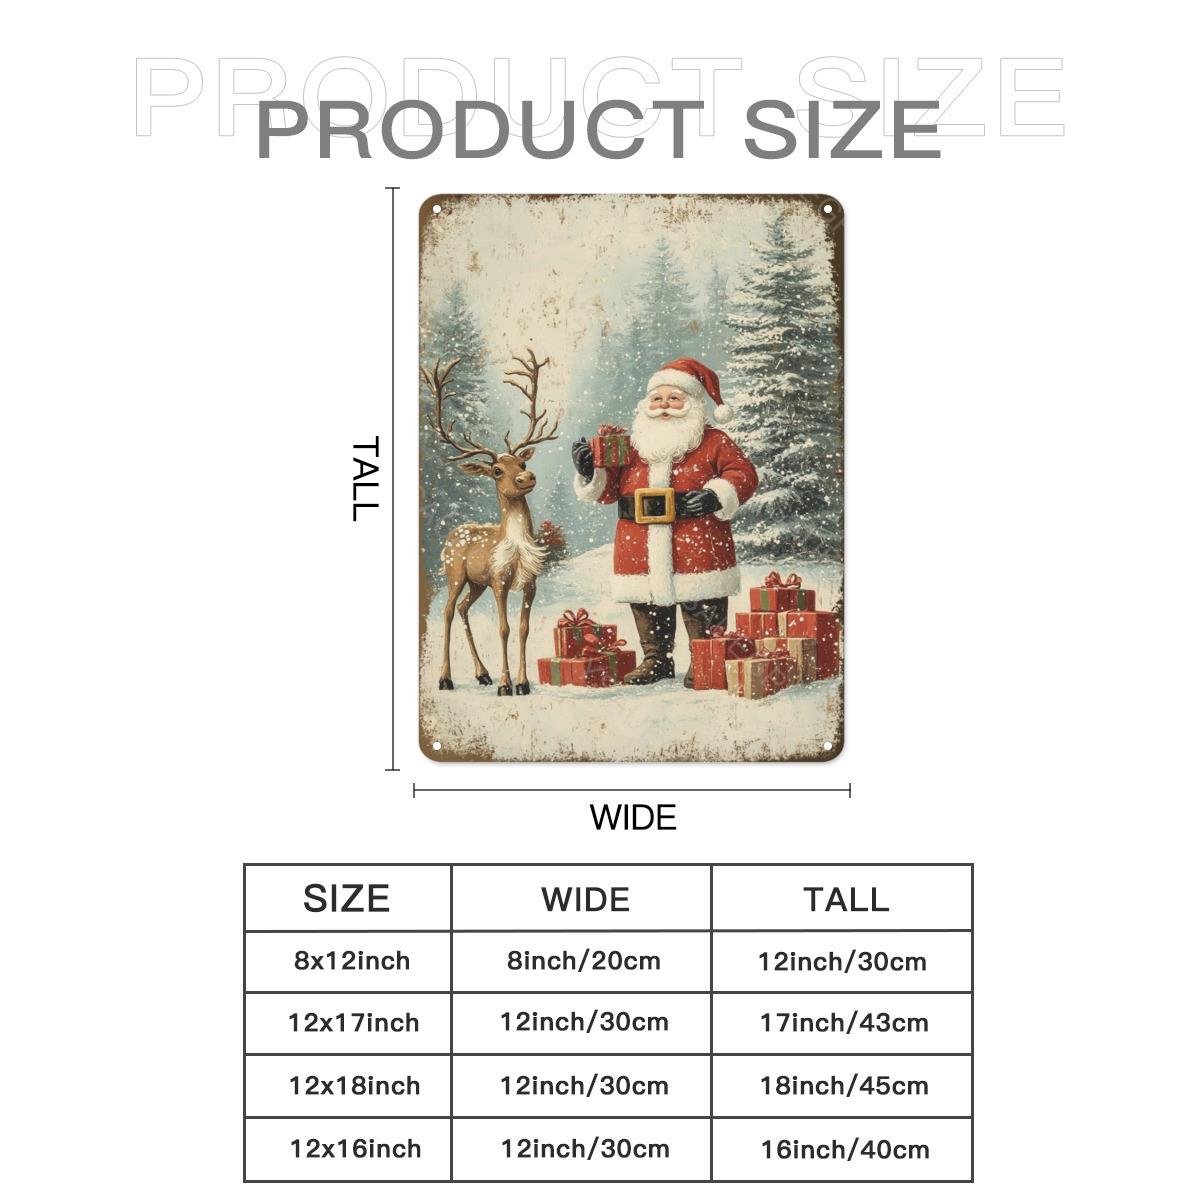 PRODUCT SIZE
PRODUCT SIZE
TALL
WIDE
SIZE WIDE TALL
8x12inch 8inch/20cm 12inch/30cm
12x17inch 12inch/30cm 17inch/43cm
12x18inch 12inch/30cm 18inch/45cm
12x16inch 12inch/30cm 16inch/40cm